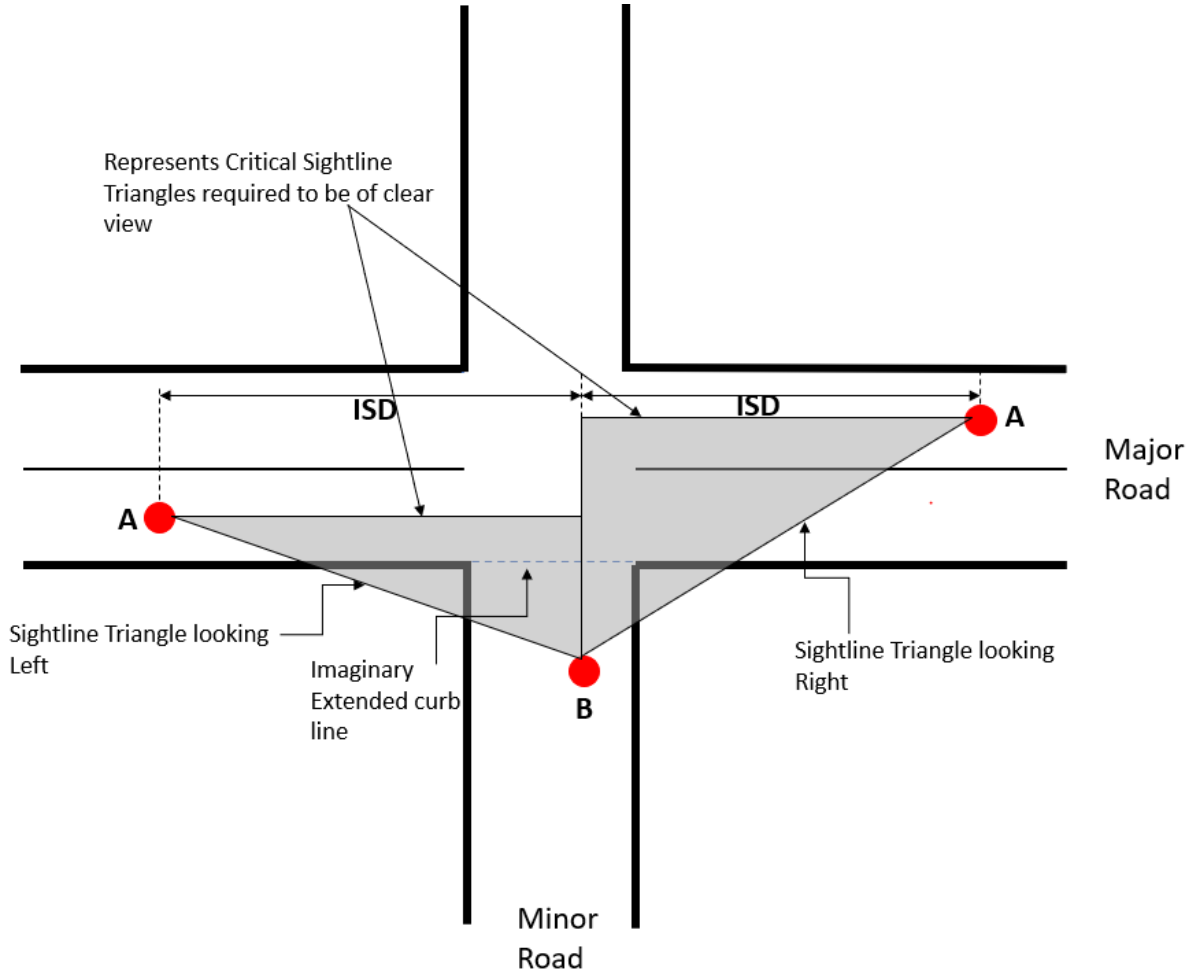 Represents Critical Sightline
Triangles required to be of clear
view
ISD
ISD
A
Major
Road
A
Sightline Triangle looking
Left
Imaginary
Extended curb
line
B
Sightline Triangle looking
Right
Minor
Road